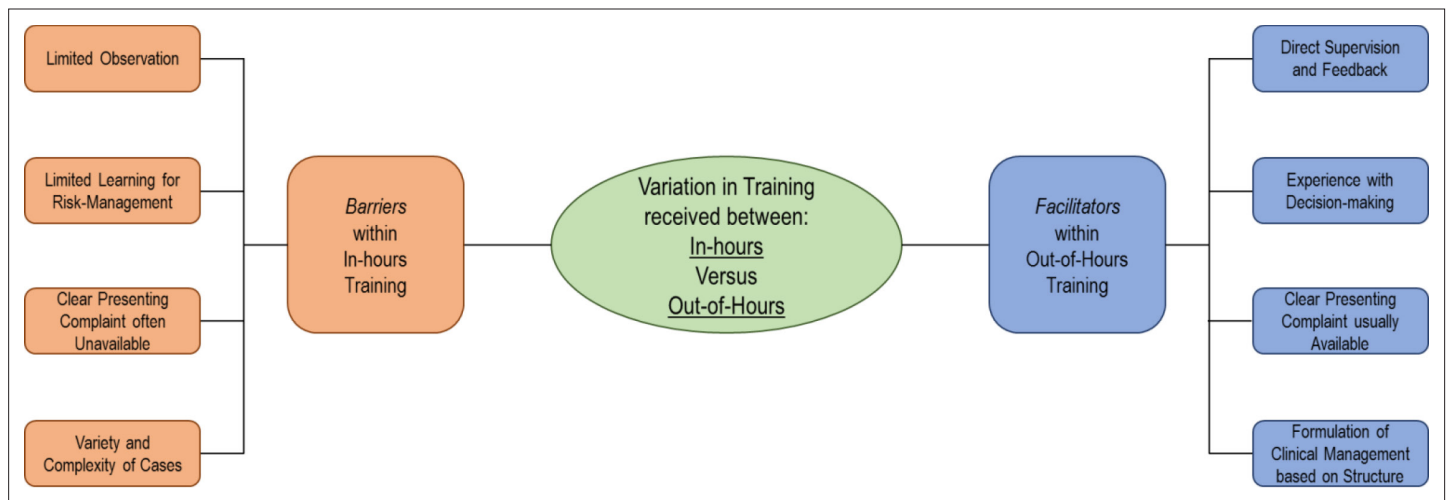 Limited Observation
Limited Learning for
Risk-Management
Clear Presenting
Complaint often
Unavailable
Variety and
Complexity of Cases
Barriers
within
In-hours
Training
Variation in Training
received between:
In-hours
Versus
Out-of-Hours
Facilitators
within
Out-of-Hours
Training
Direct Supervision
and Feedback
Experience with
Decision-making
Clear Presenting
Complaint usually
Available
Formulation of
Clinical Management
based on Structure